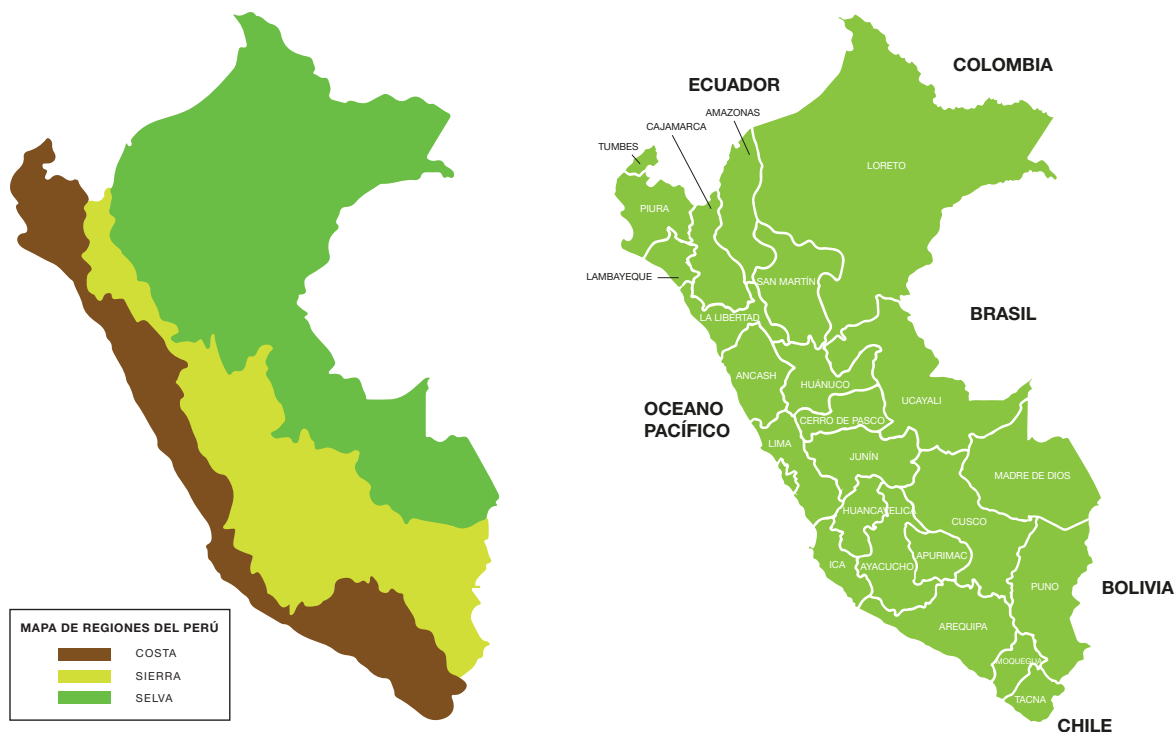 MAPA DE REGIONES DEL PERÚ
COSTA
SIERRA
SELVA
COLOMBIA
ECUADOR
AMAZONAS
CAJAMARCA
TUMBES
LORETO
PIURA
LAMBAYEQUE
SAN MARTÍN
LA LIBERTAD
BRASIL
ANCASH
HUÁNUCO
UCAYALI
OCEANO
PACÍFICO
CERRO DE PASCO
LIMA
JUNÍN
MADRE DE DIOS
HUANCAVELICA
CUSCO
APURIMAC
ICA
AYACUCHO
PUNO
BOLIVIA
AREQUIPA
MOQUEGUA
TACNA
CHILE